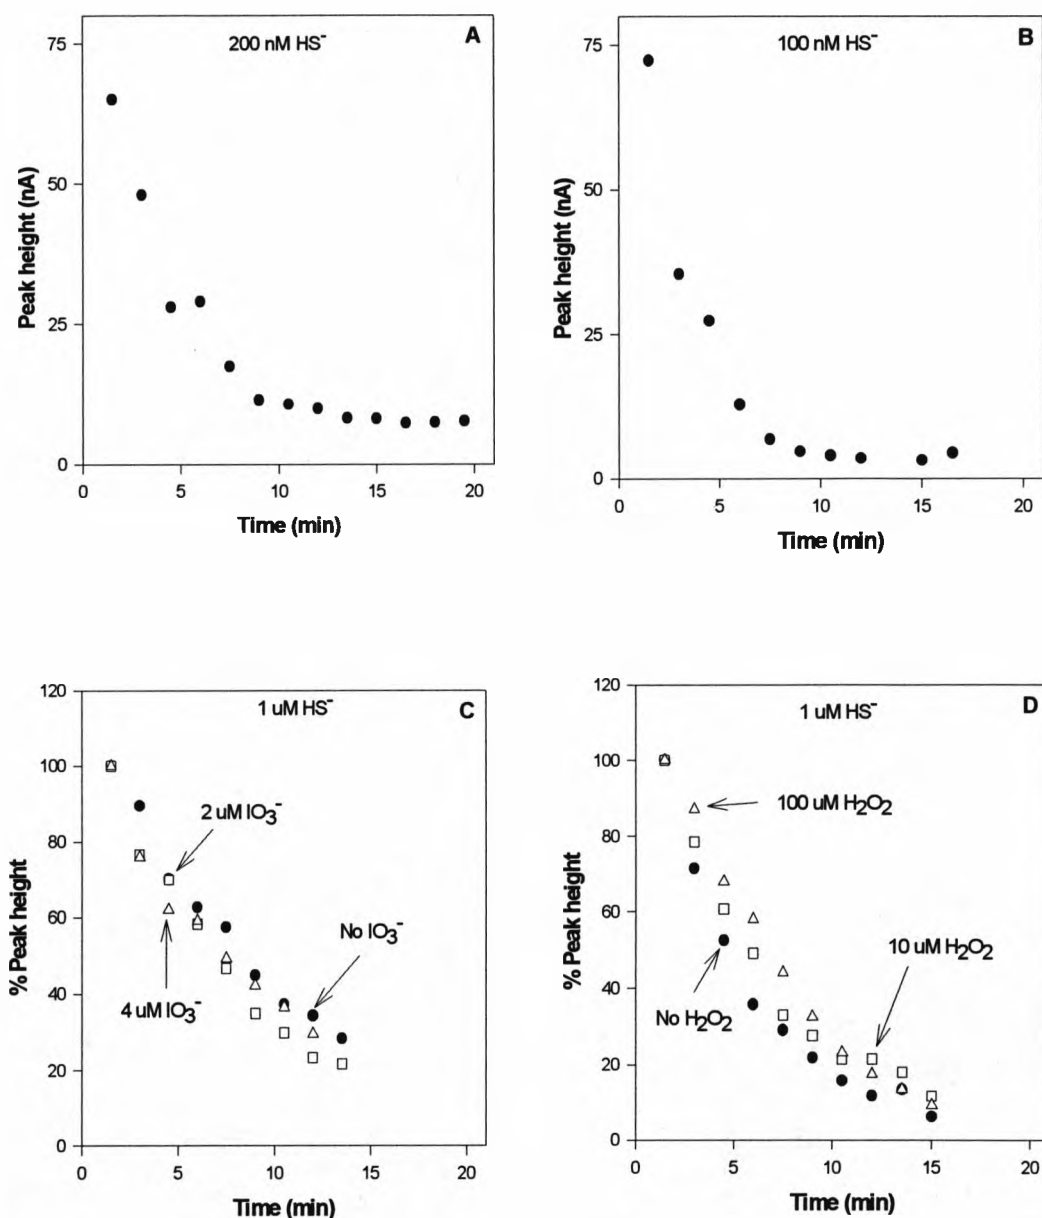 A
200 nM HS⁻
75
50
25
0
Peak height (nA)
0 5 10 15 20
Time (min)
B
100 nM HS⁻
75
50
25
0
Peak height (nA)
0 5 10 15 20
Time (min)
C
1 uM HS⁻
120
100
80
60
40
20
0
% Peak height
2 uM IO₃⁻
No IO₃⁻
4 uM IO₃⁻
0 5 10 15 20
Time (min)
D
1 uM HS⁻
120
100
80
60
40
20
0
% Peak height
100 uM H₂O₂
10 uM H₂O₂
No H₂O₂
0 5 10 15 20
Time (min)